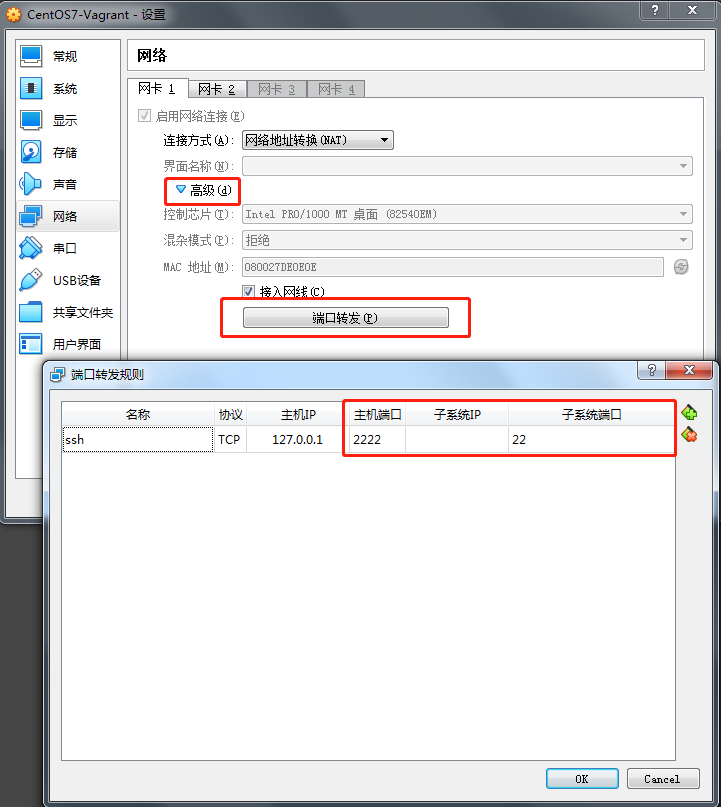 CentOS7-Vagrant - 设置
常规
系统
显示
存储
声音
网络
串口
USB设备
共享文件夹
用户界面
网络
网卡 1 网卡 2 网卡 3 网卡 4
启用网络连接(E)
连接方式(A): 网络地址转换(NAT)
界面名称(N):
高级(d)
控制芯片(T): Intel PRO/1000 MT 桌面 (82540EM)
混杂模式(P): 拒绝
MAC 地址(M): 080027DE0E0E
接入网线(C)
端口转发(P)
端口转发规则
名称 协议 主机IP 主机端口 子系统IP 子系统端口
ssh TCP 127.0.0.1 2222 22
OK Cancel